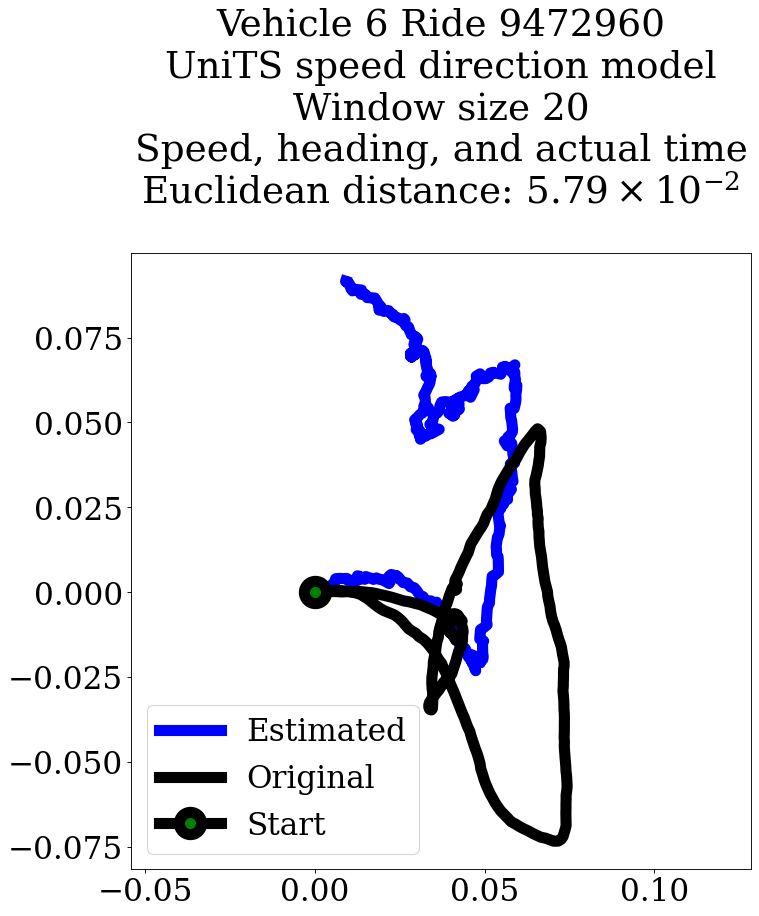 Vehicle 6 Ride 9472960
UniTS speed direction model
Window size 20
Speed, heading, and actual time
Euclidean distance: 5.79 × 10⁻²
0.075
0.050
0.025
0.000
−0.025
−0.050
−0.075
Estimated
Original
Start
−0.05
0.00
0.05
0.10